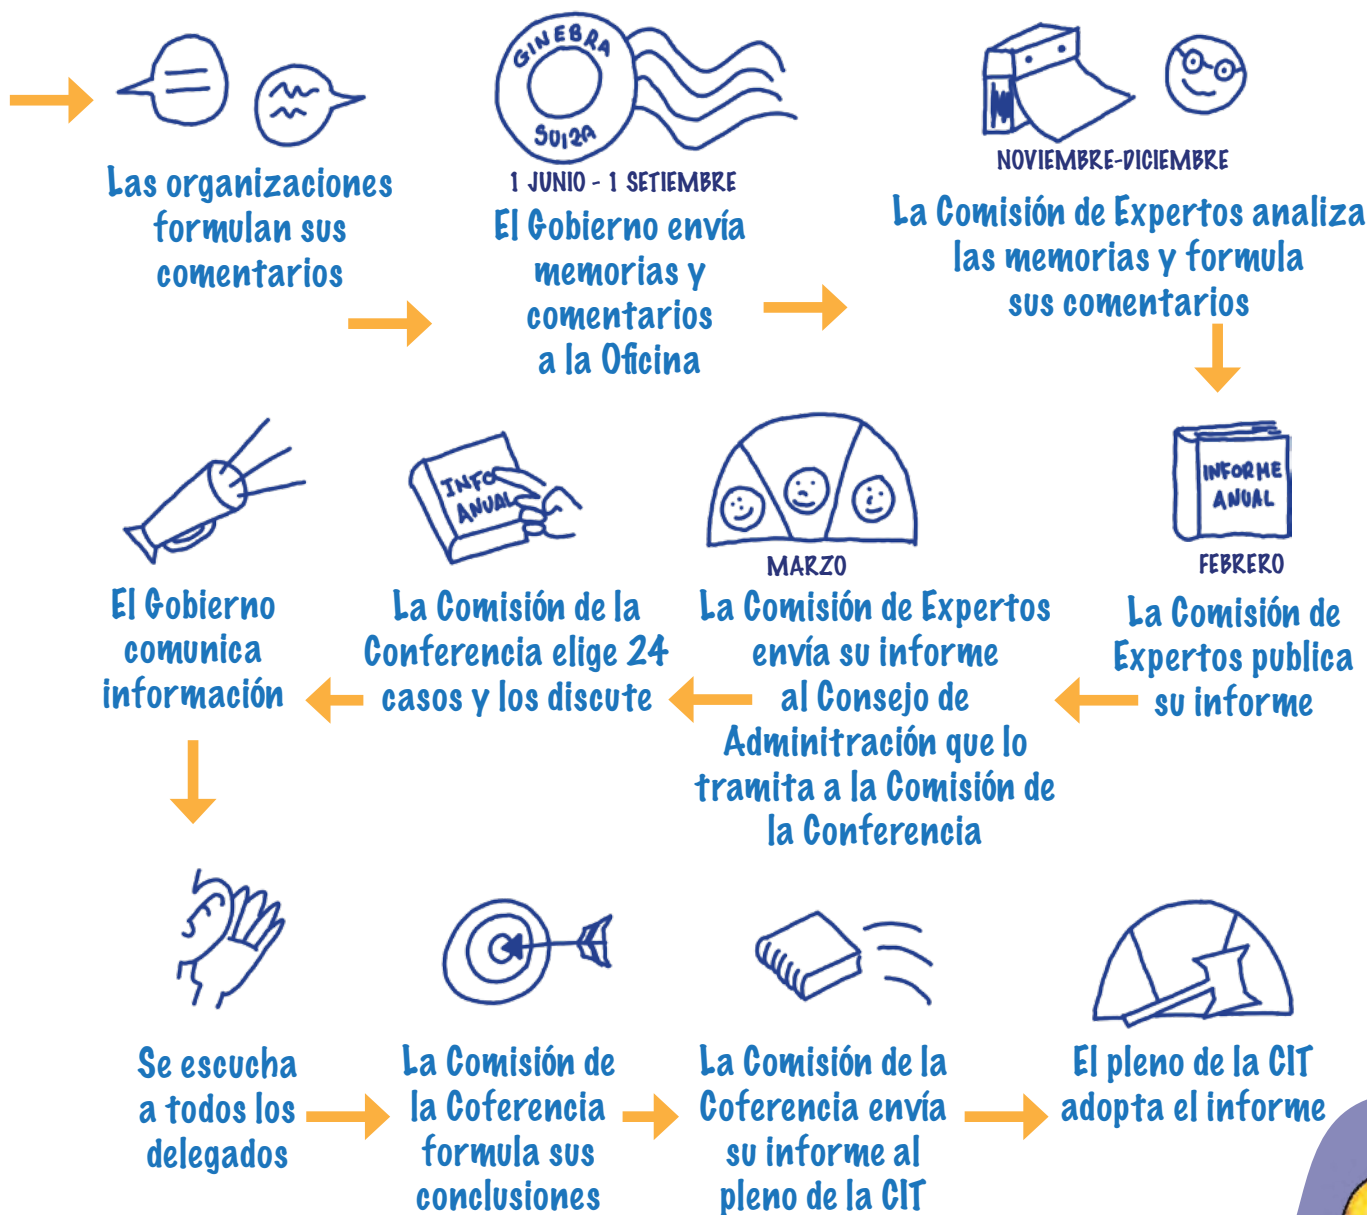 GINEBRA
SUIZA
Las organizaciones
formulan sus
comentarios
1 JUNIO - 1 SETIEMBRE
El Gobierno envía
memorias y
comentarios
a la Oficina
NOVIEMBRE-DICIEMBRE
La Comisión de Expertos analiza
las memorias y formula
sus comentarios
INFORME
ANUAL
FEBRERO
La Comisión de
Expertos publica
su informe
MARZO
La Comisión de Expertos
envía su informe
al Consejo de
Adminitración que lo
tramita a la Comisión de
la Conferencia
INFO
ANUAL
La Comisión de la
Conferencia elige 24
casos y los discute
El Gobierno
comunica
información
Se escucha
a todos los
delegados
La Comisión de
la Coferencia
formula sus
conclusiones
La Comisión de la
Coferencia envía
su informe al
pleno de la CIT
El pleno de la CIT
adopta el informe